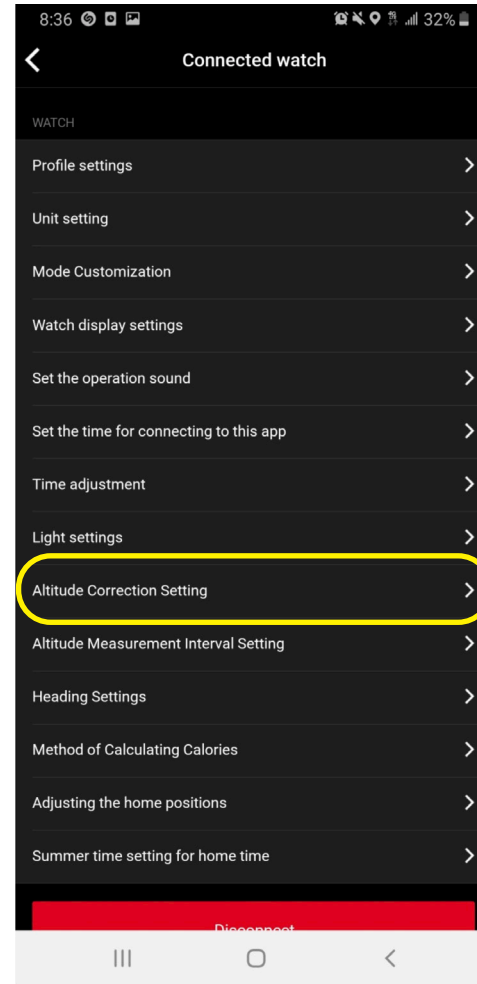 8:36 32%
Connected watch
WATCH
Profile settings
Unit setting
Mode Customization
Watch display settings
Set the operation sound
Set the time for connecting to this app
Time adjustment
Light settings
Altitude Correction Setting
Altitude Measurement Interval Setting
Heading Settings
Method of Calculating Calories
Adjusting the home positions
Summer time setting for home time
Disconnect